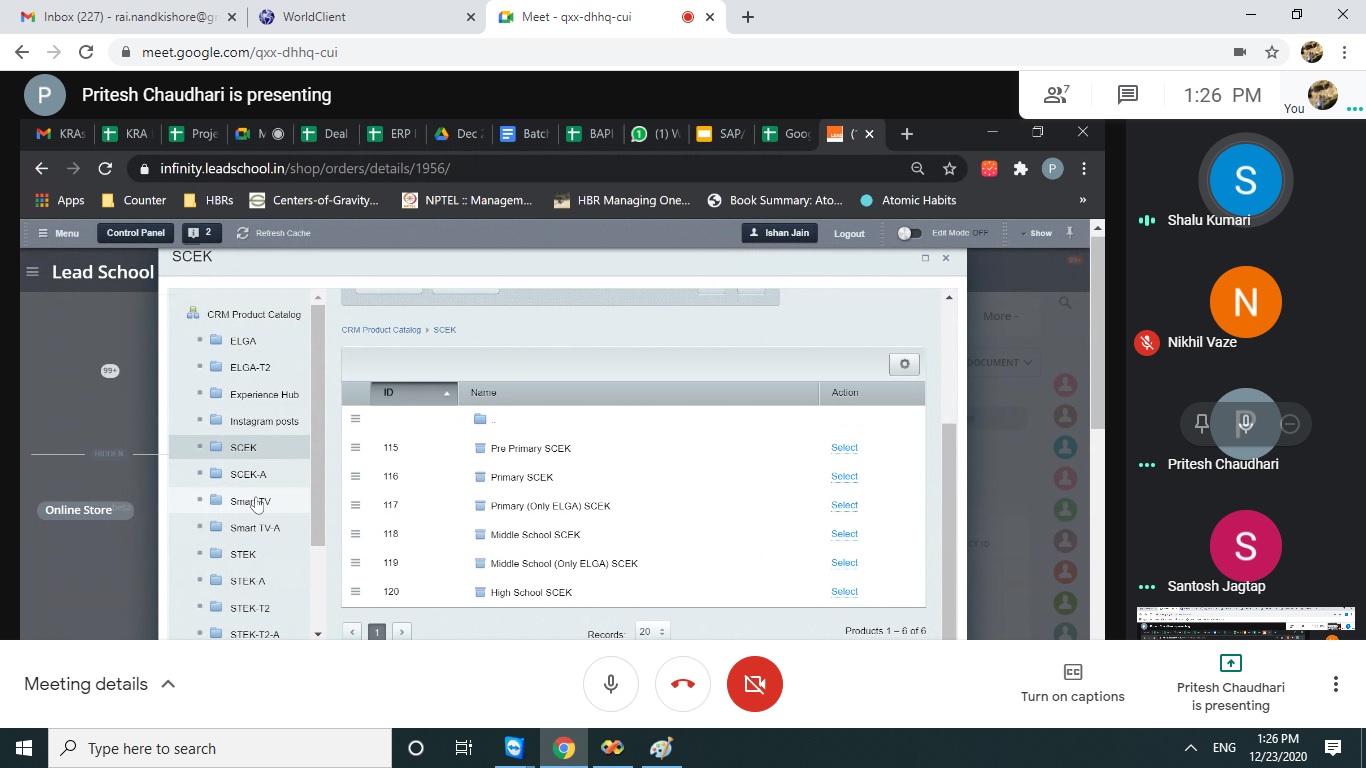 Inbox (227) - rai.nandkishore@gr
WorldClient
Meet - qxx-dhhq-cui
meet.google.com/qxx-dhhq-cui
P
Pritesh Chaudhari is presenting
7
1:26 PM
You
KRAs
KRA
Proje
M
Deal
ERP
Dec 2
Batch
BAPI
(1) W
SAP/
Goog
infinity.leadschool.in/shop/orders/details/1956/
P
Apps
Counter
HBRs
Centers-of-Gravity...
NPTEL :: Managem...
HBR Managing One...
Book Summary: Ato...
Atomic Habits
»
Menu
Control Panel
2
Refresh Cache
Ishan Jain
Logout
Edit Mode OFF
Show
Lead School
SCEK
99+
More -
DOCUMENT
99+
HIDDEN
Online Store
beta
CRM Product Catalog
ELGA
ELGA-T2
Experience Hub
Instagram posts
SCEK
SCEK-A
Smart TV
Smart TV-A
STEK
STEK-A
STEK-T2
STEK-T2-A
CRM Product Catalog › SCEK
ID Name Action
..
115 Pre Primary SCEK Select
116 Primary SCEK Select
117 Primary (Only ELGA) SCEK Select
118 Middle School SCEK Select
119 Middle School (Only ELGA) SCEK Select
120 High School SCEK Select
1
Records: 20
Products 1 – 6 of 6
S
Shalu Kumari
N
Nikhil Vaze
P
Pritesh Chaudhari
S
Santosh Jagtap
Meeting details
CC
Turn on captions
Pritesh Chaudhari
is presenting
Type here to search
ENG
1:26 PM
12/23/2020